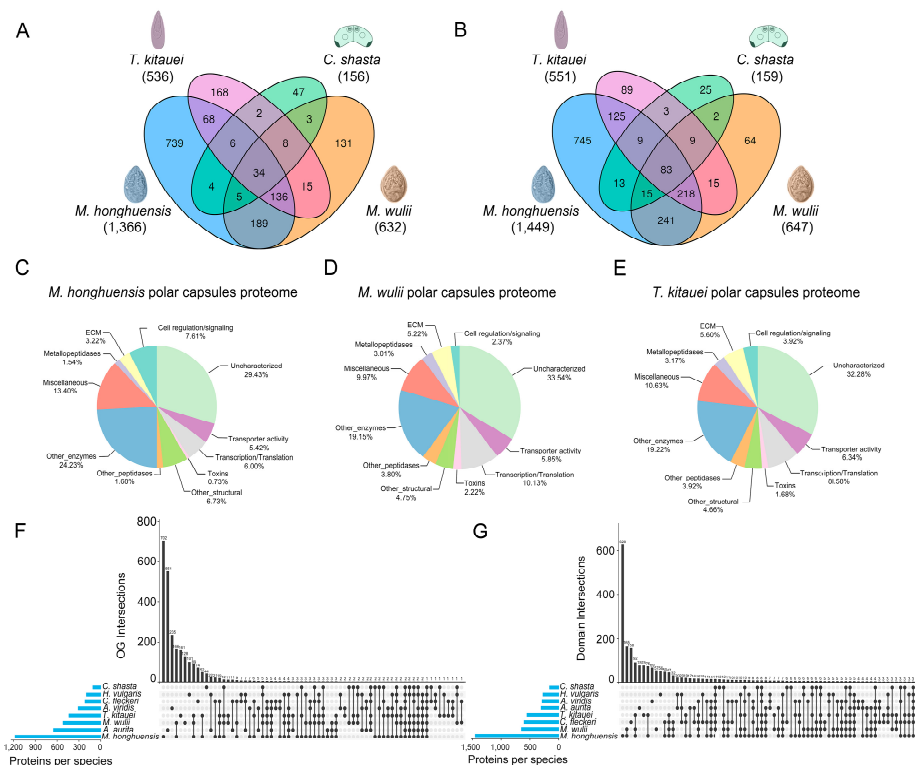 A
B
T. kitauei
(536)
C. shasta
(156)
T. kitauei
(551)
C. shasta
(159)
168
47
68
2
3
739
6
8
131
34
4
5
136
15
189
M. honghuensis
(1,366)
M. wulii
(632)
89
25
125
3
2
745
9
9
64
83
13
15
218
15
241
M. honghuensis
(1,449)
M. wulii
(647)
C
D
E
M. honghuensis polar capsules proteome
M. wulii polar capsules proteome
T. kitauei polar capsules proteome
Cell regulation/signaling
7.61%
ECM
3.22%
Metallopeptidases
1.54%
Miscellaneous
13.40%
Uncharacterized
29.43%
Other_enzymes
24.23%
Other_peptidases
1.00%
Transporter activity
5.42%
Transcription/Translation
6.00%
Toxins
0.73%
Other_structural
6.73%
ECM
5.22%
Cell regulation/signaling
2.37%
Metallopeptidases
3.01%
Miscellaneous
9.97%
Uncharacterized
33.54%
Other_enzymes
19.15%
Other_peptidases
3.80%
Other_structural
4.75%
Toxins
2.22%
Transporter activity
5.85%
Transcription/Translation
10.13%
ECM
5.60%
Cell regulation/signaling
3.92%
Metallopeptidases
3.17%
Miscellaneous
10.63%
Uncharacterized
32.28%
Other_enzymes
19.22%
Other peptidases
3.92%
Other_structural
4.66%
Toxins
1.68%
Transporter activity
6.34%
Transcription/Translation
F
G
OG Intersections
800
600
400
200
0
702
551
235
C. shasta
H. vulgaris
C. fleckeri
A. viridis
T. kitauei
M. wulii
A. aurita
M. honghuensis
1,200
900
600
300
0
Proteins per species
Domain Intersections
600
400
200
0
C. shasta
H. vulgaris
A. viridis
A. aurita
T. kitauei
C. fleckeri
M. wulii
M. honghuensis
1,500
1,000
500
0
Proteins per species